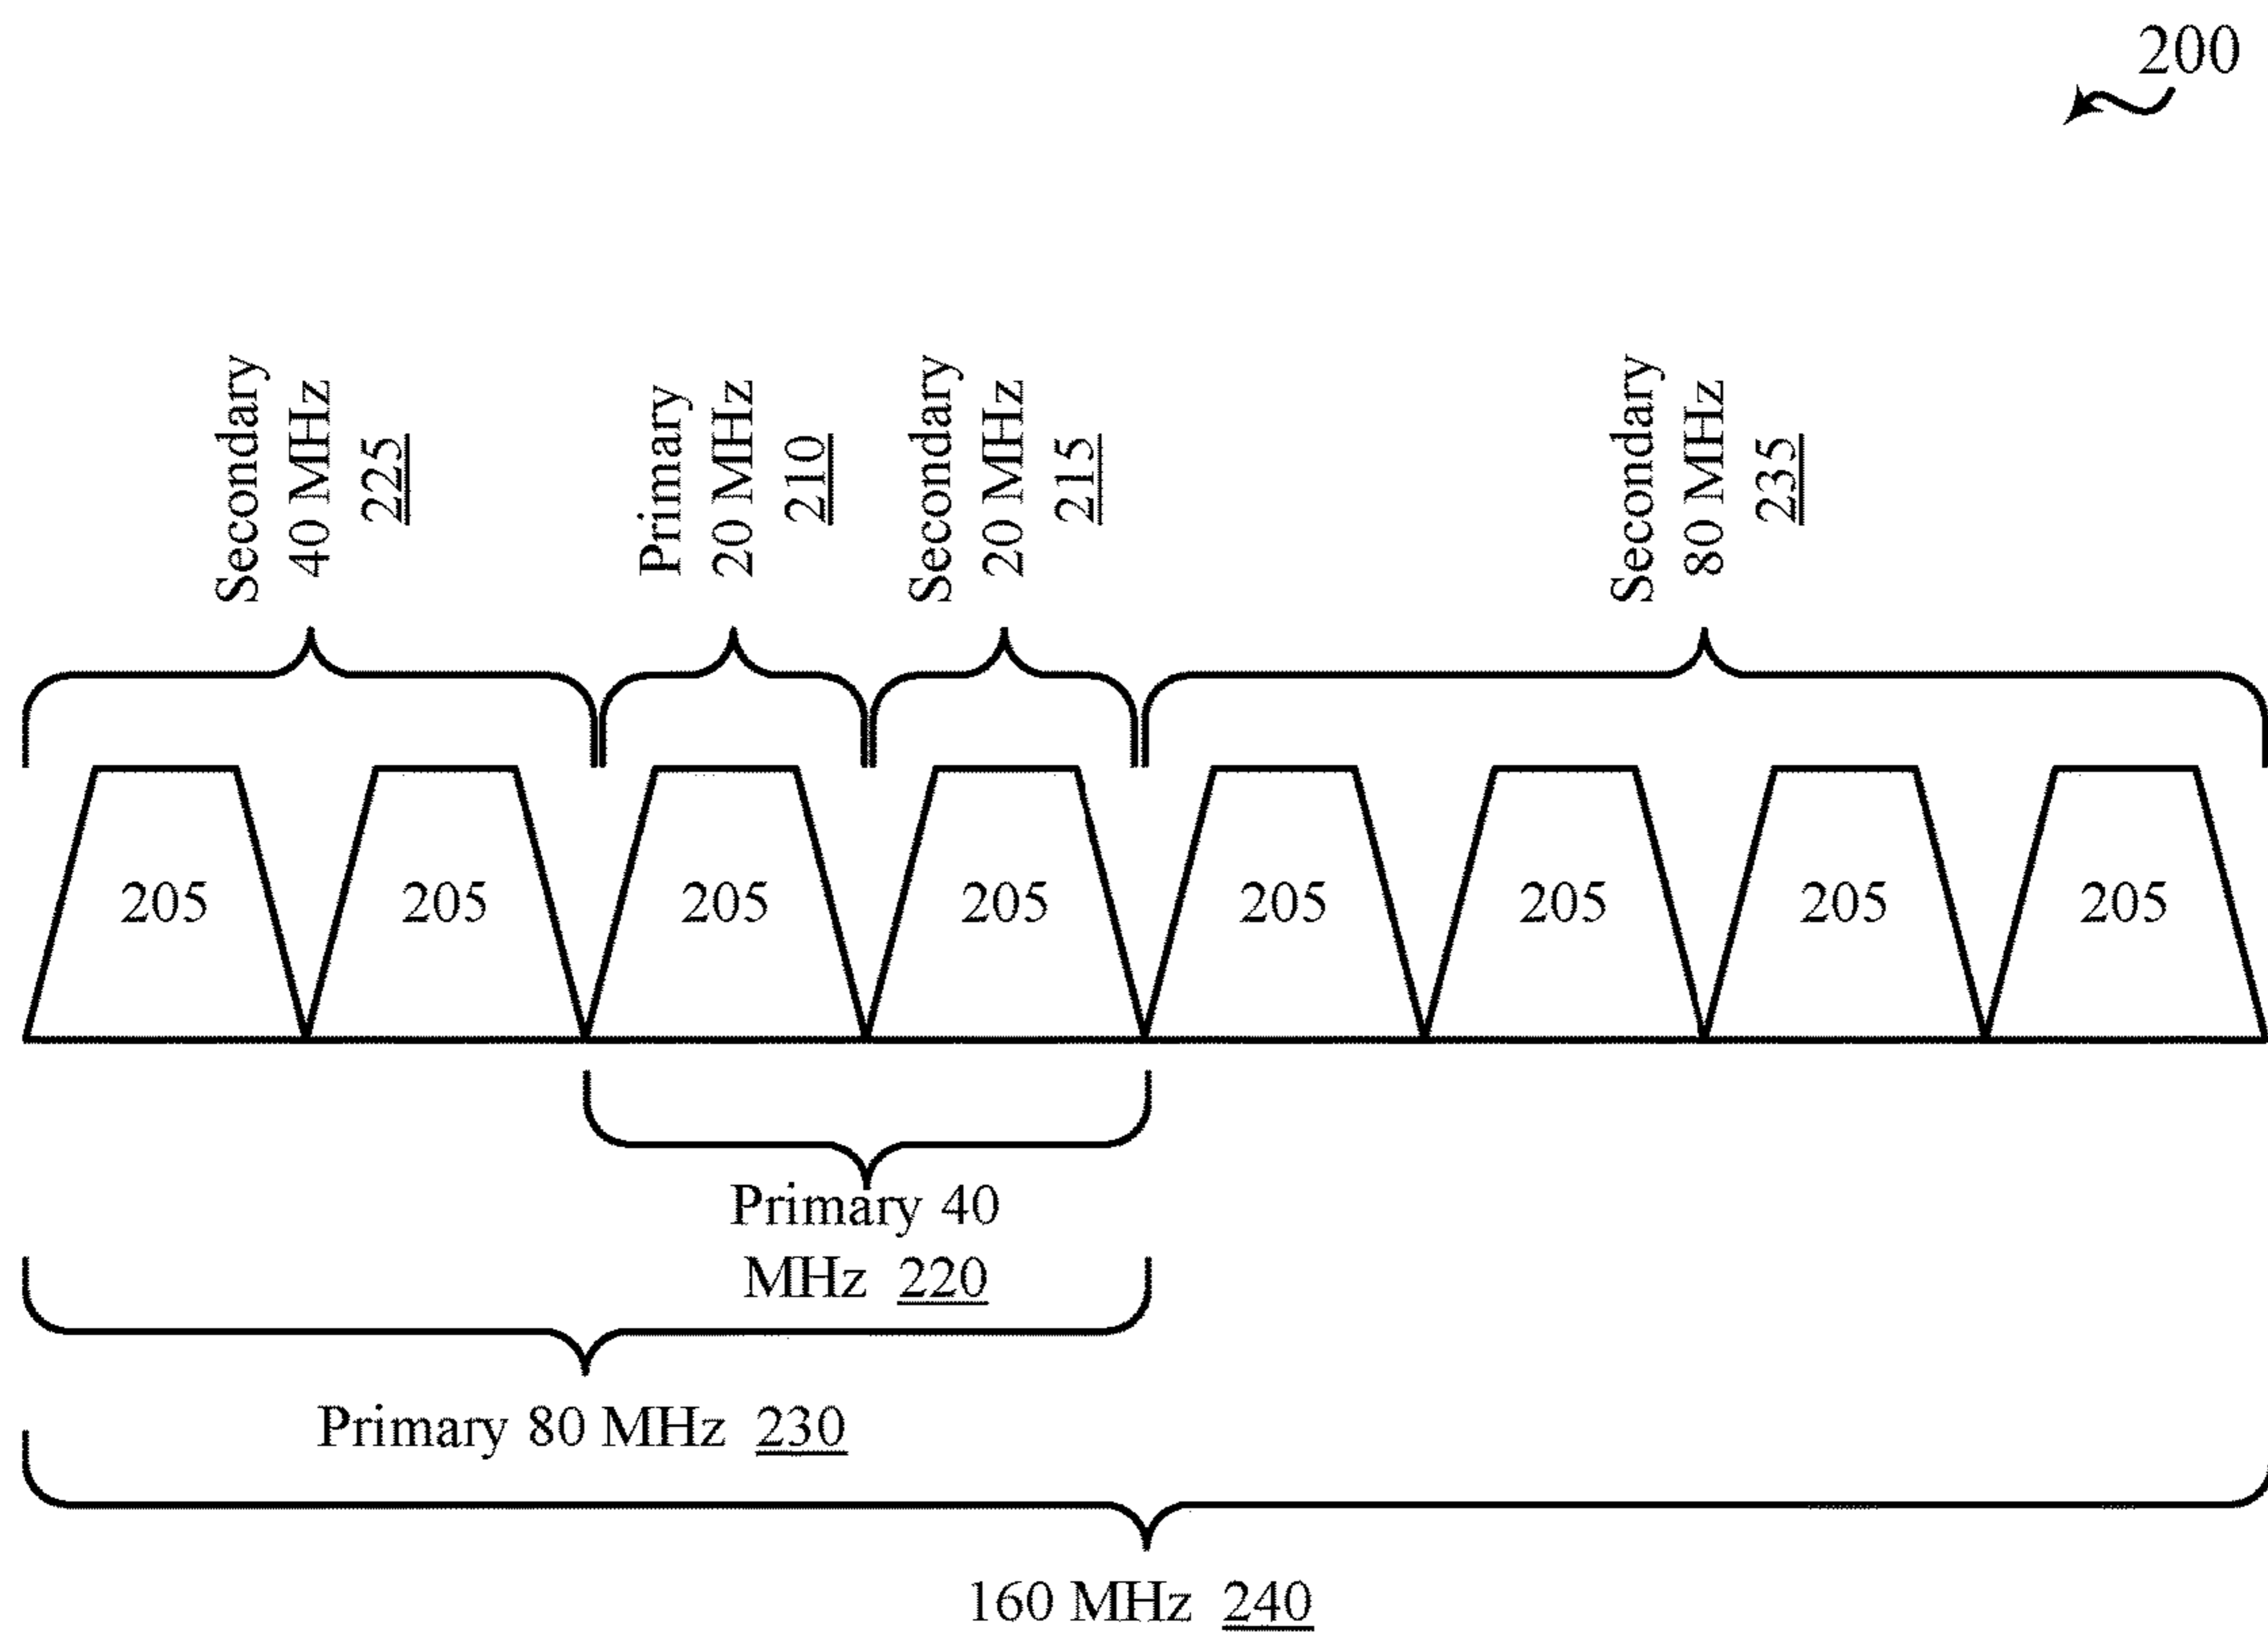 200
Secondary
40 MHz
225
Primary
20 MHz
210
Secondary
20 MHz
215
Secondary
80 MHz
235
205 205 205 205 205 205 205 205
Primary 40
MHz 220
Primary 80 MHz 230
160 MHz 240